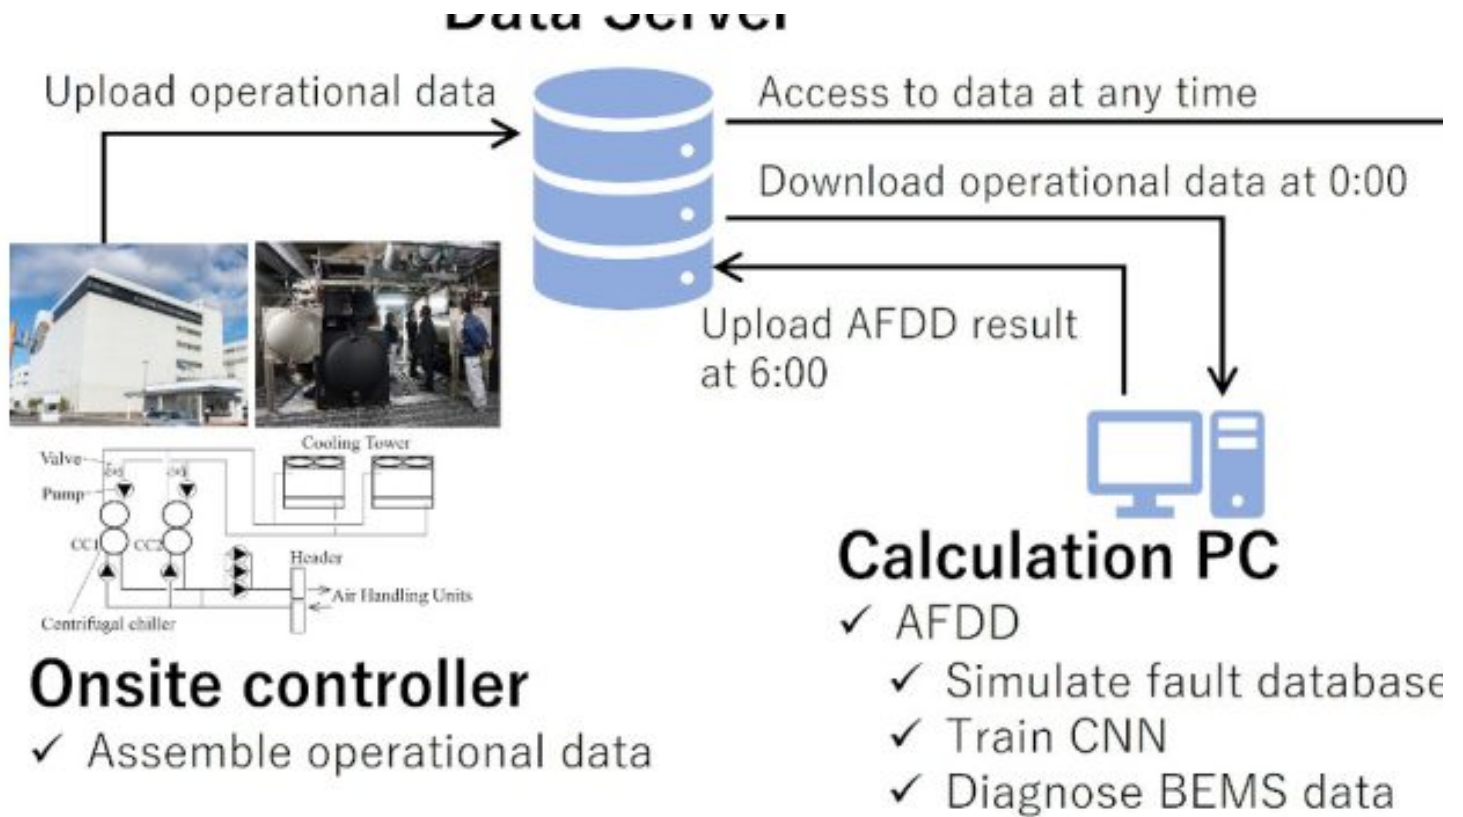 Data Server
Upload operational data
Access to data at any time
Download operational data at 0:00
Upload AFDD result
at 6:00
Cooling Tower
Valve
Pump
CC1
CC2
Header
Air Handling Units
Centrifugal chiller
Onsite controller
✓ Assemble operational data
Calculation PC
✓ AFDD
✓ Simulate fault database
✓ Train CNN
✓ Diagnose BEMS data